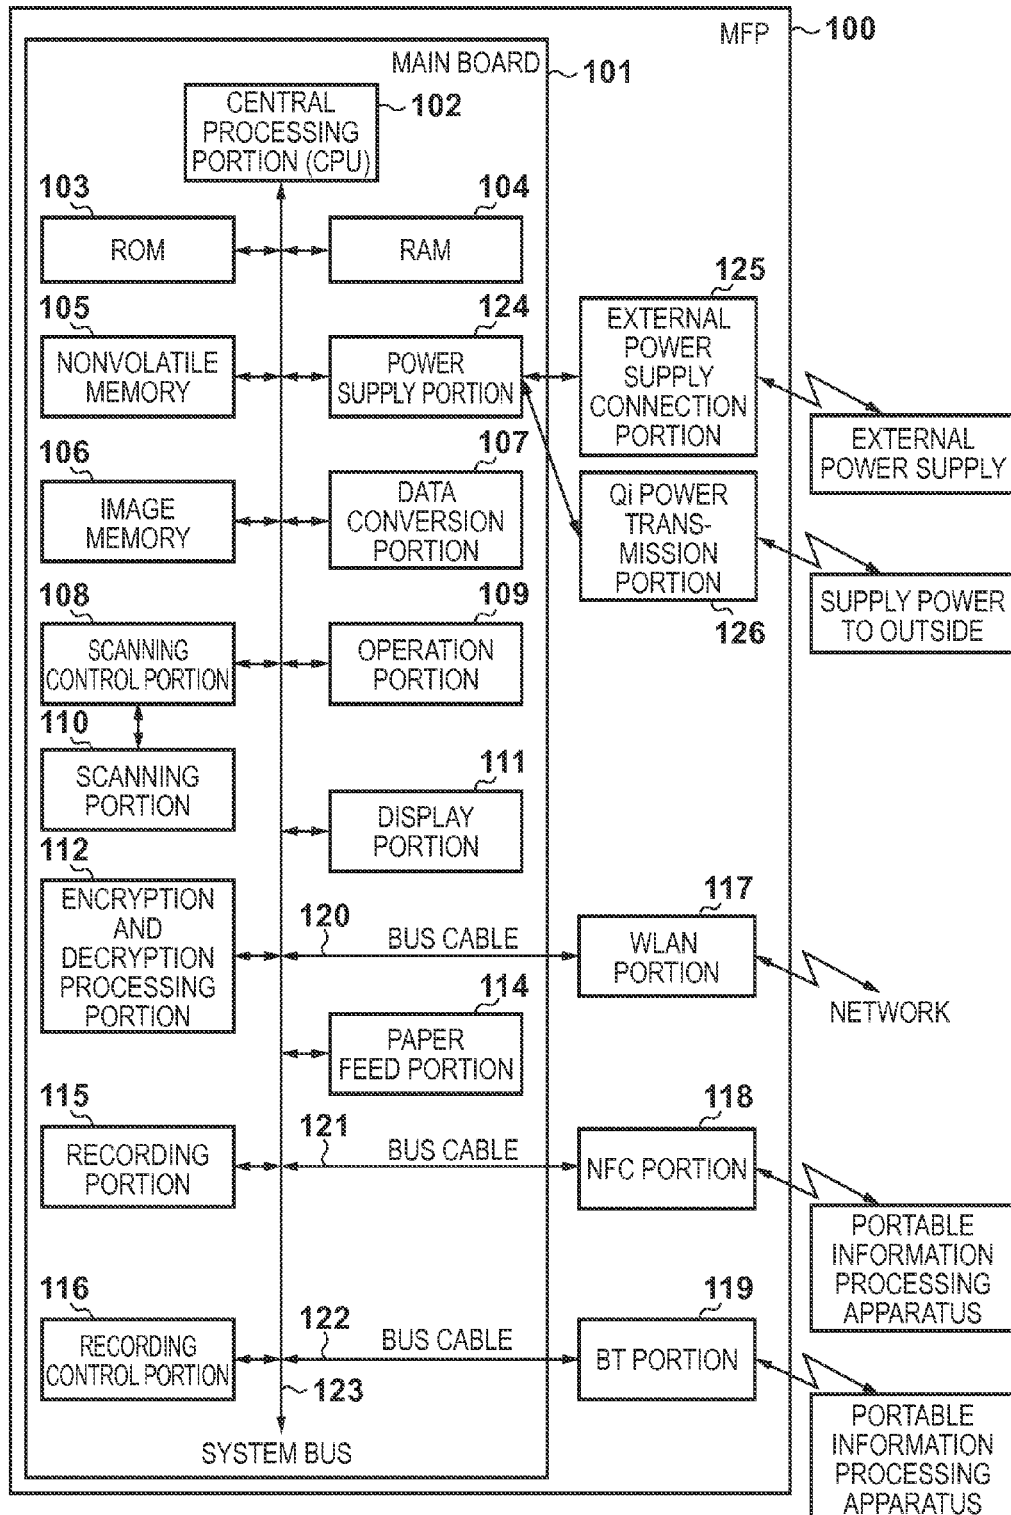 MFP
100
MAIN BOARD
101
CENTRAL
PROCESSING
PORTION (CPU)
102
103
ROM
104
RAM
105
NONVOLATILE
MEMORY
124
POWER
SUPPLY PORTION
125
EXTERNAL
POWER
SUPPLY
CONNECTION
PORTION
EXTERNAL
POWER SUPPLY
106
IMAGE
MEMORY
107
DATA
CONVERSION
PORTION
Qi POWER
TRANS-
MISSION
PORTION
126
SUPPLY POWER
TO OUTSIDE
108
SCANNING
CONTROL PORTION
109
OPERATION
PORTION
110
SCANNING
PORTION
111
DISPLAY
PORTION
112
ENCRYPTION
AND
DECRYPTION
PROCESSING
PORTION
120
BUS CABLE
117
WLAN
PORTION
NETWORK
114
PAPER
FEED PORTION
115
RECORDING
PORTION
121
BUS CABLE
118
NFC PORTION
PORTABLE
INFORMATION
PROCESSING
APPARATUS
116
RECORDING
CONTROL PORTION
122
BUS CABLE
119
BT PORTION
PORTABLE
INFORMATION
PROCESSING
APPARATUS
123
SYSTEM BUS